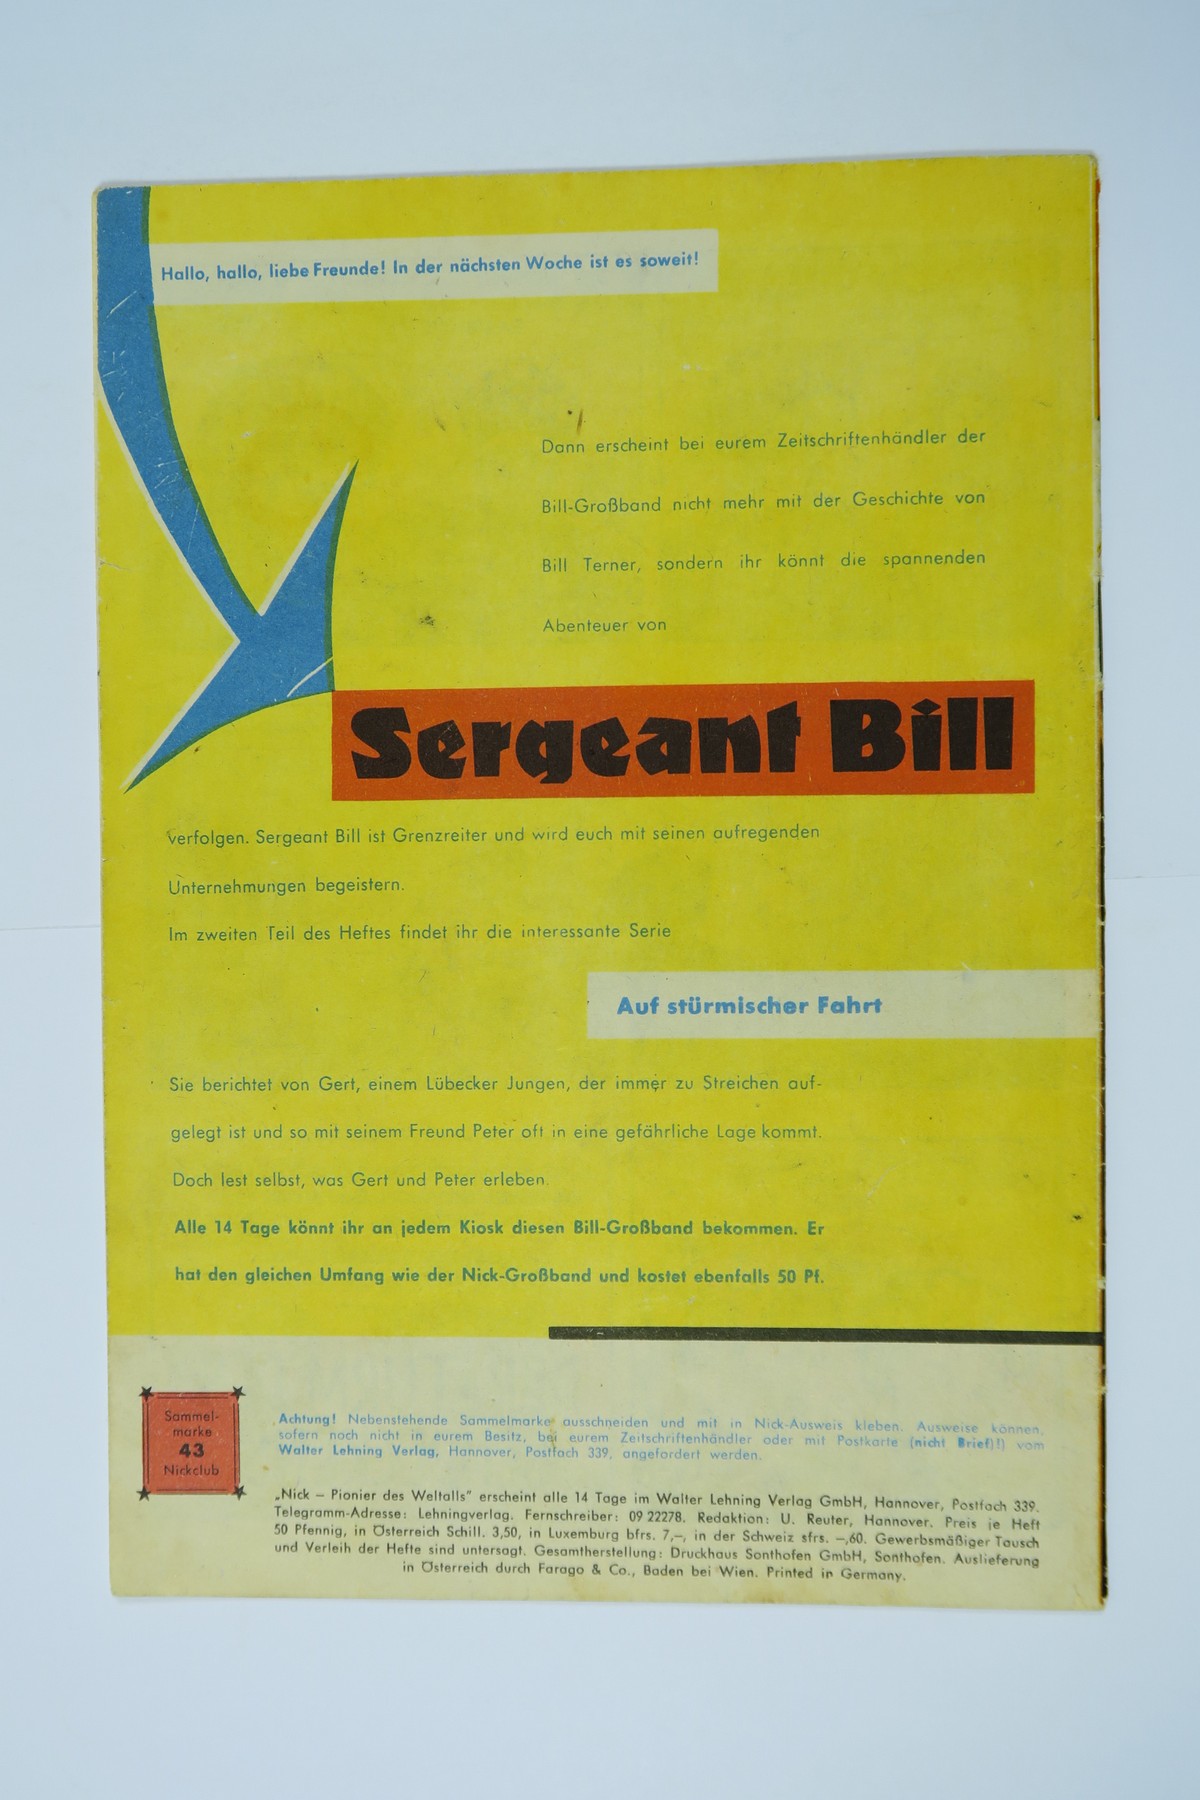 Hallo, hallo, liebe Freunde! In der nächsten Woche ist es soweit!
Dann erscheint bei eurem Zeitschriftenhändler der
Bill-Großband nicht mehr mit der Geschichte von
Bill Terner, sondern ihr könnt die spannenden
Abenteuer von
Sergeant Bill
verfolgen. Sergeant Bill ist Grenzreiter und wird euch mit seinen aufregenden
Unternehmungen begeistern.
Im zweiten Teil des Heftes findet ihr die interessante Serie
Auf stürmischer Fahrt
Sie berichtet von Gert, einem Lübecker Jungen, der immer zu Streichen auf-
gelegt ist und so mit seinem Freund Peter oft in eine gefährliche Lage kommt.
Doch lest selbst, was Gert und Peter erleben.
Alle 14 Tage könnt ihr an jedem Kiosk diesen Bill-Großband bekommen. Er
hat den gleichen Umfang wie der Nick-Großband und kostet ebenfalls 50 Pf.
Sammel-
marke
43
Nickclub
Achtung! Nebenstehende Sammelmarke ausschneiden und mit in Nick-Ausweis kleben. Ausweise können,
sofern noch nicht in eurem Besitz, bei eurem Zeitschriftenhändler oder mit Postkarte (nicht Brief)!) vom
Walter Lehning Verlag, Hannover, Postfach 339, angefordert werden.
„Nick – Pionier des Weltalls" erscheint alle 14 Tage im Walter Lehning Verlag GmbH, Hannover, Postfach 339.
Telegramm-Adresse: Lehningverlag. Fernschreiber: 09 22278. Redaktion: U. Reuter, Hannover. Preis je Heft
50 Pfennig, in Österreich Schill. 3,50, in Luxemburg bfrs. 7,–, in der Schweiz sfrs. –,60. Gewerbsmäßiger Tausch
und Verleih der Hefte sind untersagt. Gesamtherstellung: Druckhaus Sonthofen GmbH, Sonthofen. Auslieferung
in Österreich durch Farago & Co., Baden bei Wien. Printed in Germany.